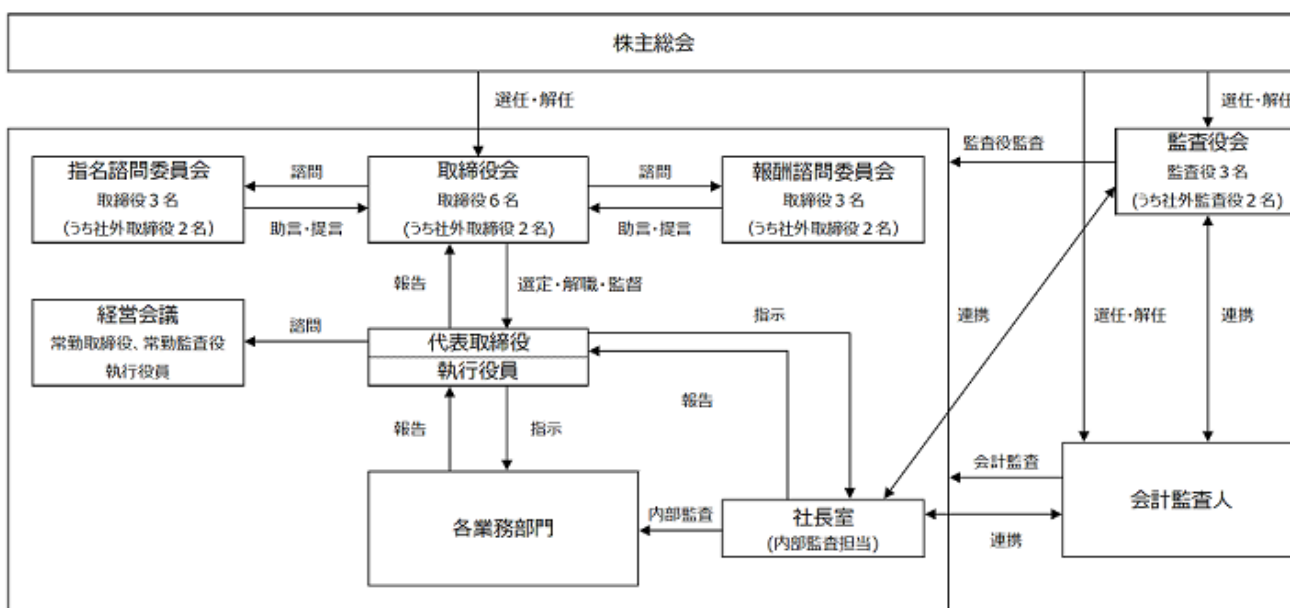 株主総会
選任・解任
選任・解任
監査役会
監査役3名
(うち社外監査役2名)
監査役監査
指名諮問委員会
取締役3名
(うち社外取締役2名)
諮問
助言・提言
取締役会
取締役6名
(うち社外取締役2名)
諮問
助言・提言
報酬諮問委員会
取締役3名
(うち社外取締役2名)
報告
選定・解職・監督
経営会議
常勤取締役、常勤監査役
執行役員
諮問
代表取締役
執行役員
指示
連携
選任・解任
連携
報告
報告
指示
各業務部門
内部監査
社長室
(内部監査担当)
会計監査
連携
会計監査人